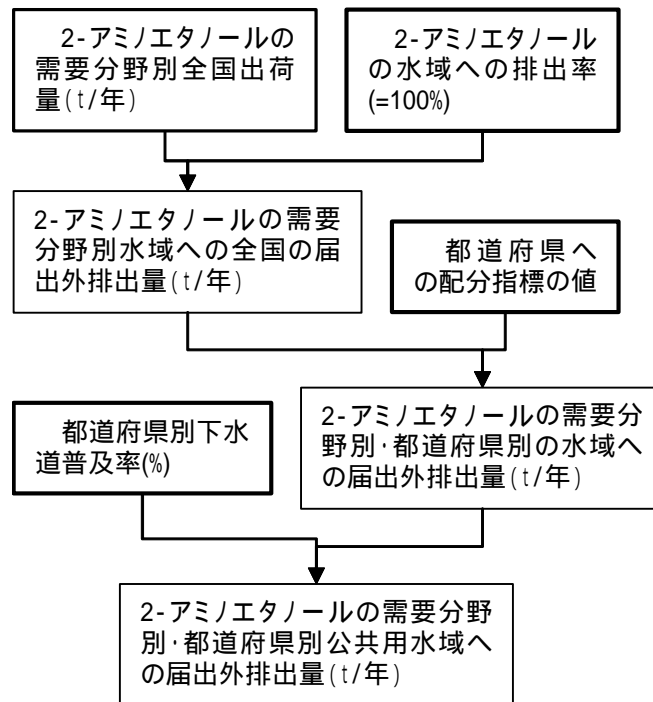 2-アミノエタノールの
需要分野別全国出荷
量(t/年)
2-アミノエタノール
の水域への排出率
(=100%)
2-アミノエタノールの需要
分野別水域への全国の届
出外排出量(t/年)
都道府県へ
の配分指標の値
都道府県別下水
道普及率(%)
2-アミノエタノールの需要分
野別・都道府県別の水域へ
の届出外排出量(t/年)
2-アミノエタノールの需要分野
別・都道府県別公共用水域へ
の届出外排出量(t/年)